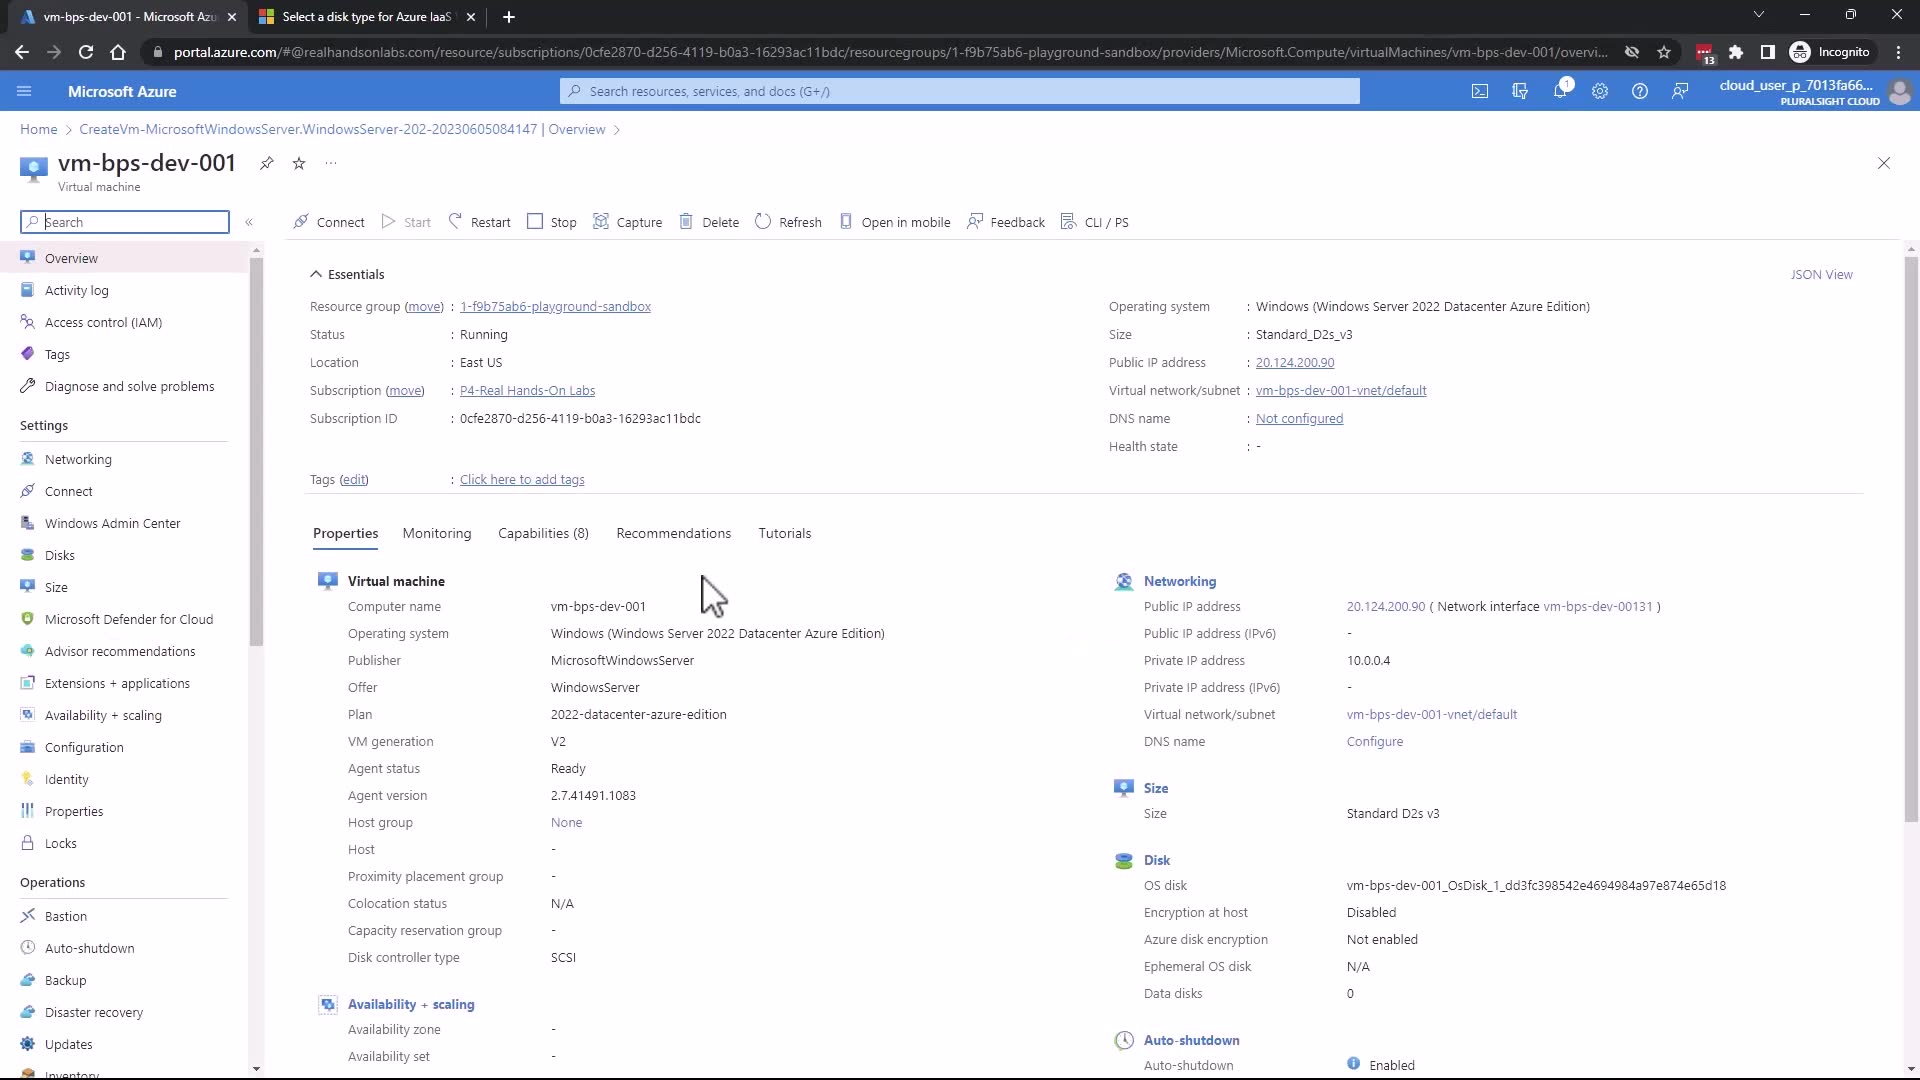 vm-bps-dev-001 - Microsoft Azu
Select a disk type for Azure IaaS
portal.azure.com/#@realhandsonlabs.com/resource/subscriptions/0cfe2870-d256-4119-b0a3-16293ac11bdc/resourcegroups/1-f9b75ab6-playground-sandbox/providers/Microsoft.Compute/virtualMachines/vm-bps-dev-001/overvi...
13
Incognito
Microsoft Azure
Search resources, services, and docs (G+/)
1
cloud_user_p_7013fa66...
PLURALSIGHT CLOUD
Home > CreateVm-MicrosoftWindowsServer.WindowsServer-202-20230605084147 | Overview >
vm-bps-dev-001
Virtual machine
Search
Connect
Start
Restart
Stop
Capture
Delete
Refresh
Open in mobile
Feedback
CLI / PS
Overview
Activity log
Access control (IAM)
Tags
Diagnose and solve problems
Settings
Networking
Connect
Windows Admin Center
Disks
Size
Microsoft Defender for Cloud
Advisor recommendations
Extensions + applications
Availability + scaling
Configuration
Identity
Properties
Locks
Operations
Bastion
Auto-shutdown
Backup
Disaster recovery
Updates
Inventory
Essentials
JSON View
Resource group (move) : 1-f9b75ab6-playground-sandbox
Status : Running
Location : East US
Subscription (move) : P4-Real Hands-On Labs
Subscription ID : 0cfe2870-d256-4119-b0a3-16293ac11bdc
Operating system : Windows (Windows Server 2022 Datacenter Azure Edition)
Size : Standard_D2s_v3
Public IP address : 20.124.200.90
Virtual network/subnet : vm-bps-dev-001-vnet/default
DNS name : Not configured
Health state : -
Tags (edit) : Click here to add tags
Properties
Monitoring
Capabilities (8)
Recommendations
Tutorials
Virtual machine
Computer name vm-bps-dev-001
Operating system Windows (Windows Server 2022 Datacenter Azure Edition)
Publisher MicrosoftWindowsServer
Offer WindowsServer
Plan 2022-datacenter-azure-edition
VM generation V2
Agent status Ready
Agent version 2.7.41491.1083
Host group None
Host -
Proximity placement group -
Colocation status N/A
Capacity reservation group -
Disk controller type SCSI
Availability + scaling
Availability zone -
Availability set -
Networking
Public IP address 20.124.200.90 ( Network interface vm-bps-dev-00131 )
Public IP address (IPv6) -
Private IP address 10.0.0.4
Private IP address (IPv6) -
Virtual network/subnet vm-bps-dev-001-vnet/default
DNS name Configure
Size
Size Standard D2s v3
Disk
OS disk vm-bps-dev-001_OsDisk_1_dd3fc398542e4694984a97e874e65d18
Encryption at host Disabled
Azure disk encryption Not enabled
Ephemeral OS disk N/A
Data disks 0
Auto-shutdown
Auto-shutdown Enabled